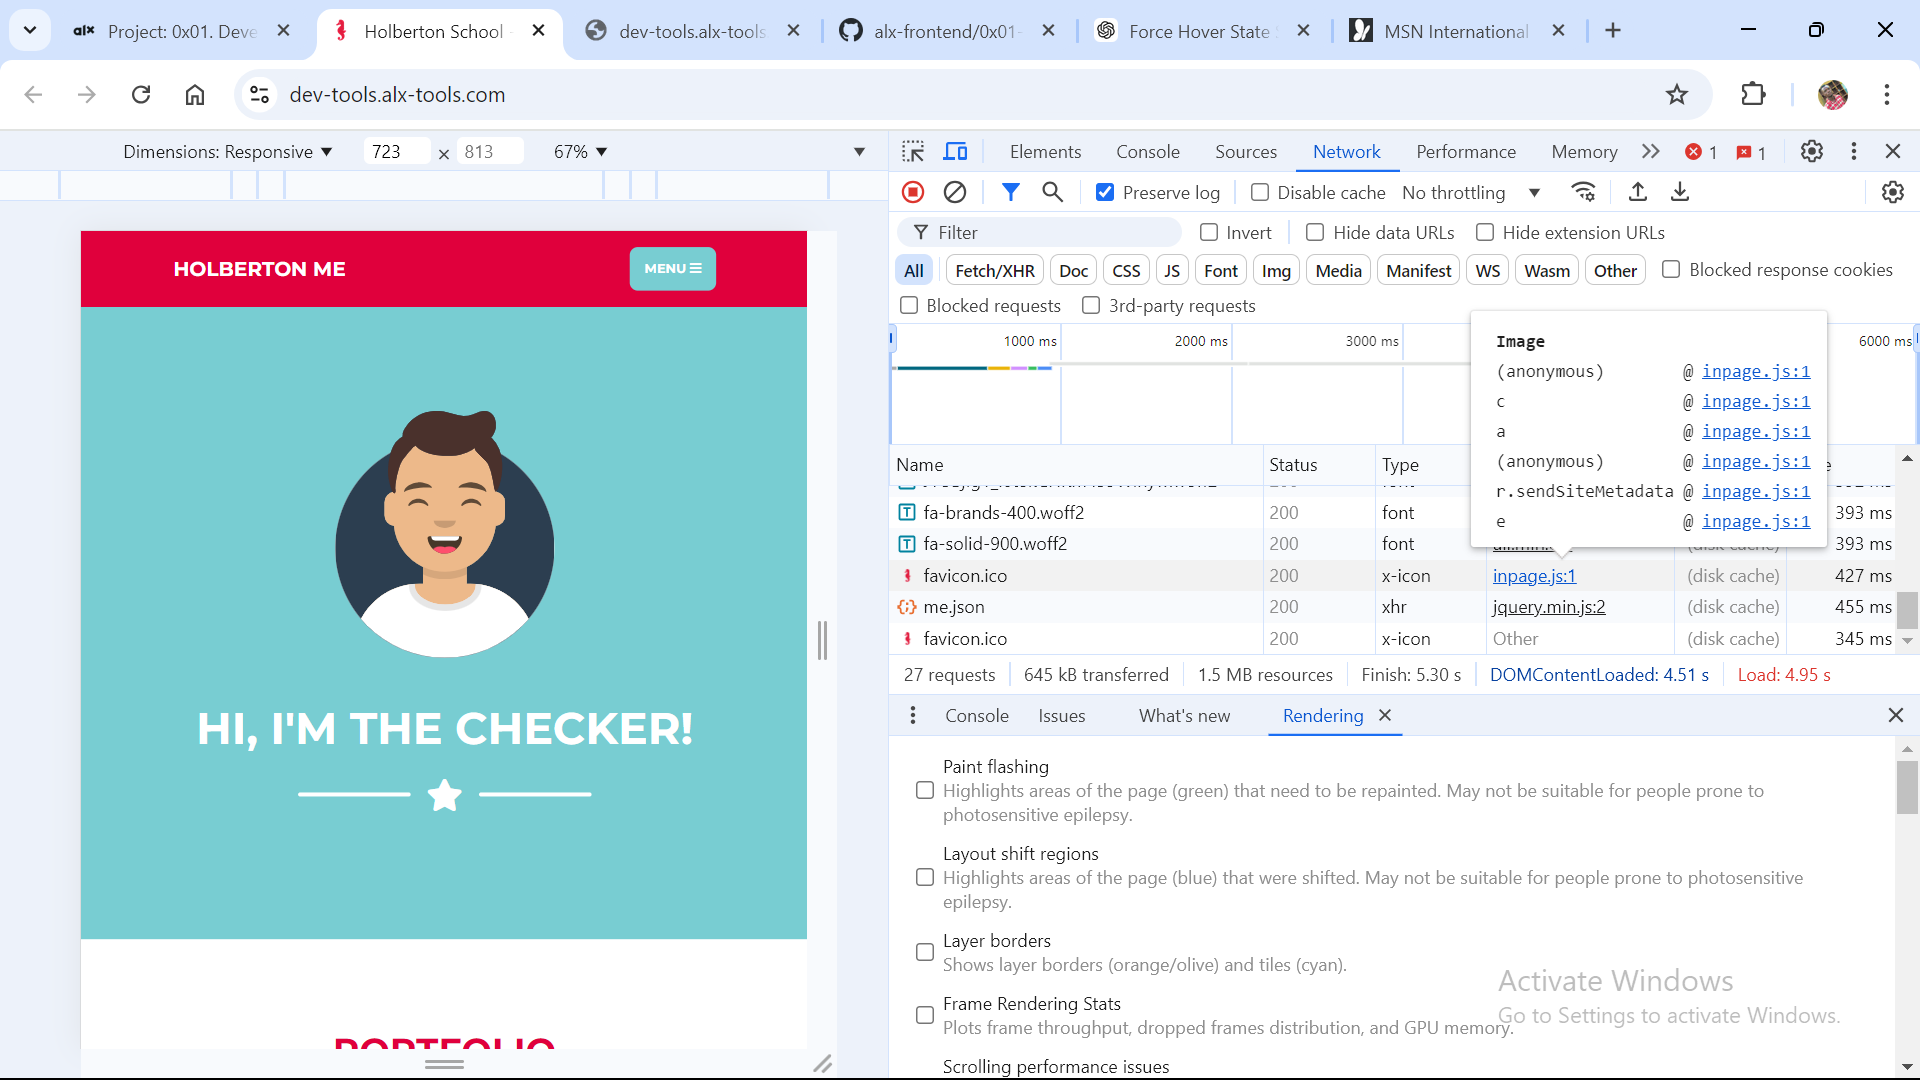 alx Project: 0x01. Deve
Holberton School -
dev-tools.alx-tools
alx-frontend/0x01-
Force Hover State
MSN International
dev-tools.alx-tools.com
Dimensions: Responsive 723 × 813 67%
Elements Console Sources Network Performance Memory 1 1
Preserve log Disable cache No throttling
Filter Invert Hide data URLs Hide extension URLs
All Fetch/XHR Doc CSS JS Font Img Media Manifest WS Wasm Other Blocked response cookies
Blocked requests 3rd-party requests
1000 ms 2000 ms 3000 ms 6000 ms
Image
(anonymous) @ inpage.js:1
c @ inpage.js:1
a @ inpage.js:1
(anonymous) @ inpage.js:1
r.sendSiteMetadata @ inpage.js:1
e @ inpage.js:1
Name Status Type
fa-brands-400.woff2 200 font 393 ms
fa-solid-900.woff2 200 font (disk cache) 393 ms
favicon.ico 200 x-icon inpage.js:1 (disk cache) 427 ms
me.json 200 xhr jquery.min.js:2 (disk cache) 455 ms
favicon.ico 200 x-icon Other (disk cache) 345 ms
27 requests 645 kB transferred 1.5 MB resources Finish: 5.30 s DOMContentLoaded: 4.51 s Load: 4.95 s
Console Issues What's new Rendering
Paint flashing
Highlights areas of the page (green) that need to be repainted. May not be suitable for people prone to
photosensitive epilepsy.
Layout shift regions
Highlights areas of the page (blue) that were shifted. May not be suitable for people prone to photosensitive
epilepsy.
Layer borders
Shows layer borders (orange/olive) and tiles (cyan).
Frame Rendering Stats
Plots frame throughput, dropped frames distribution, and GPU memory.
Scrolling performance issues
HOLBERTON ME
MENU
HI, I'M THE CHECKER!
PORTFOLIO
Activate Windows
Go to Settings to activate Windows.